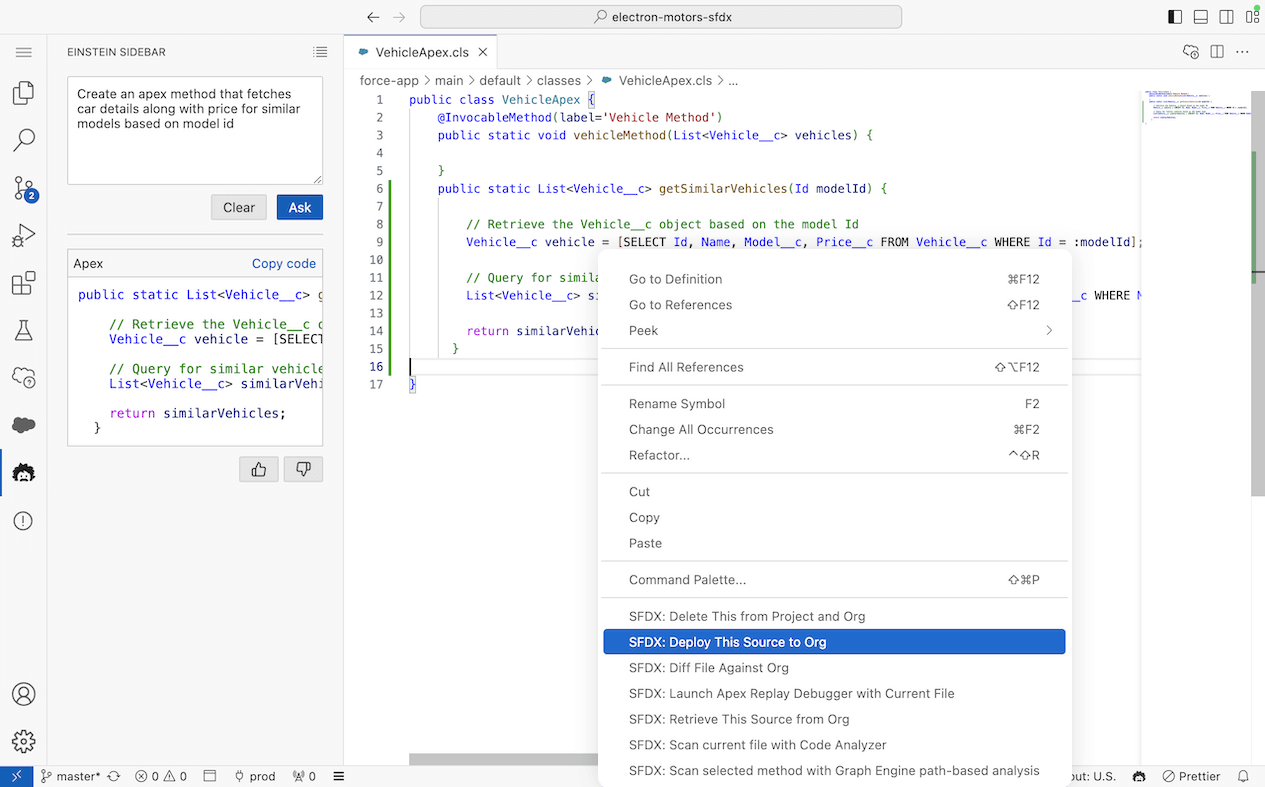 electron-motors-sfdx
EINSTEIN SIDEBAR
Create an apex method that fetches
car details along with price for similar
models based on model id
Clear
Ask
2
Apex
Copy code
public static List<Vehicle__c> g
// Retrieve the Vehicle__c o
Vehicle__c vehicle = [SELECT
// Query for similar vehicle
List<Vehicle__c> similarVehi
return similarVehicles;
}
VehicleApex.cls
force-app > main > default > classes > VehicleApex.cls > ...
1 public class VehicleApex {
2 @InvocableMethod(label='Vehicle Method')
3 public static void vehicleMethod(List<Vehicle__c> vehicles) {
4
5 }
6 public static List<Vehicle__c> getSimilarVehicles(Id modelId) {
7
8 // Retrieve the Vehicle__c object based on the model Id
9 Vehicle__c vehicle = [SELECT Id, Name, Model__c, Price__c FROM Vehicle__c WHERE Id = :modelId];
10
11 // Query for simila
12 List<Vehicle__c> si __c WHERE M
13
14 return similarVehic
15 }
16
17 }
Go to Definition ⌘F12
Go to References ⇧F12
Peek >
Find All References ⇧⌥F12
Rename Symbol F2
Change All Occurrences ⌘F2
Refactor... ^⇧R
Cut
Copy
Paste
Command Palette... ⇧⌘P
SFDX: Delete This from Project and Org
SFDX: Deploy This Source to Org
SFDX: Diff File Against Org
SFDX: Launch Apex Replay Debugger with Current File
SFDX: Retrieve This Source from Org
SFDX: Scan current file with Code Analyzer
SFDX: Scan selected method with Graph Engine path-based analysis
master* 0 0 prod 0 out: U.S. Prettier